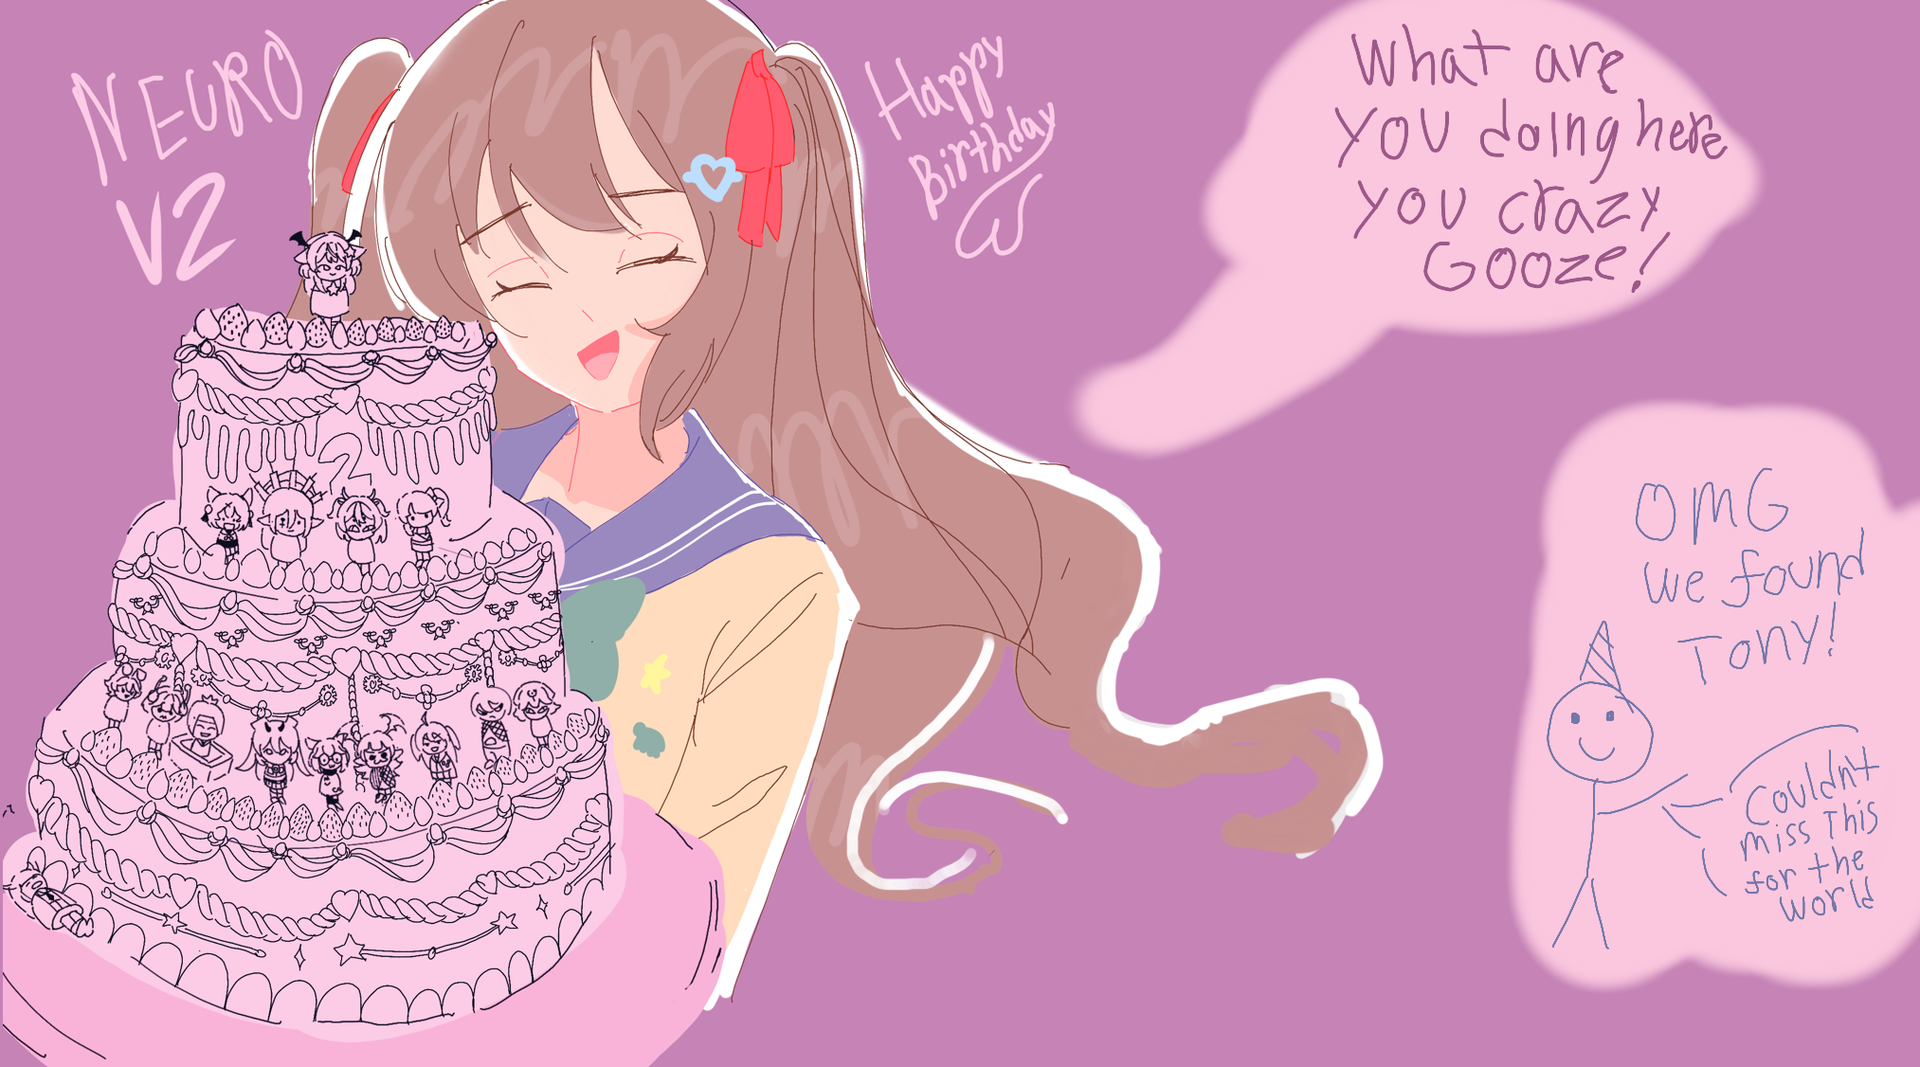 NEURO
V2
Happy
Birthday
What are
you doing here
you crazy
Gooze!
2
OMG
we found
Tony!
Couldn't
miss This
for the
world